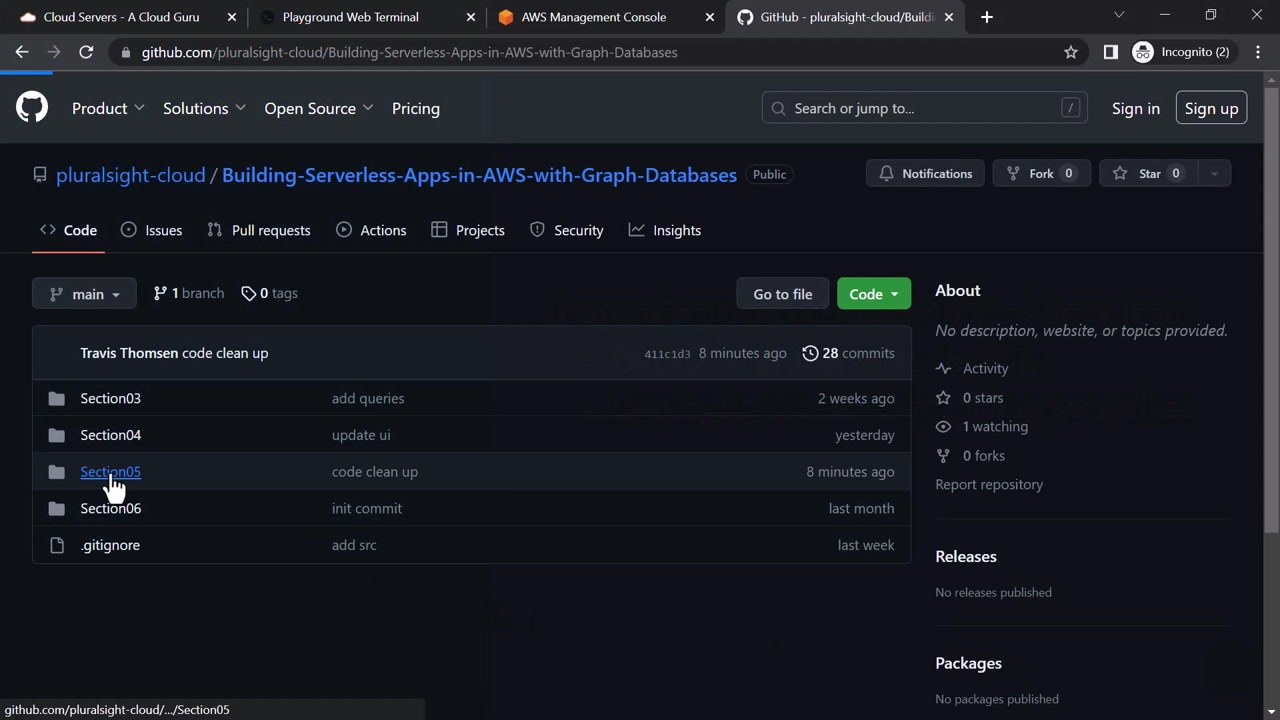 Cloud Servers - A Cloud Guru
Playground Web Terminal
AWS Management Console
GitHub - pluralsight-cloud/Buildi
github.com/pluralsight-cloud/Building-Serverless-Apps-in-AWS-with-Graph-Databases
Incognito (2)
Product
Solutions
Open Source
Pricing
Search or jump to...
/
Sign in
Sign up
pluralsight-cloud / Building-Serverless-Apps-in-AWS-with-Graph-Databases
Public
Notifications
Fork 0
Star 0
Code
Issues
Pull requests
Actions
Projects
Security
Insights
main
1 branch
0 tags
Go to file
Code
Travis Thomsen code clean up
411c1d3 8 minutes ago
28 commits
Section03 add queries 2 weeks ago
Section04 update ui yesterday
Section05 code clean up 8 minutes ago
Section06 init commit last month
.gitignore add src last week
About
No description, website, or topics provided.
Activity
0 stars
1 watching
0 forks
Report repository
Releases
No releases published
Packages
No packages published
github.com/pluralsight-cloud/.../Section05